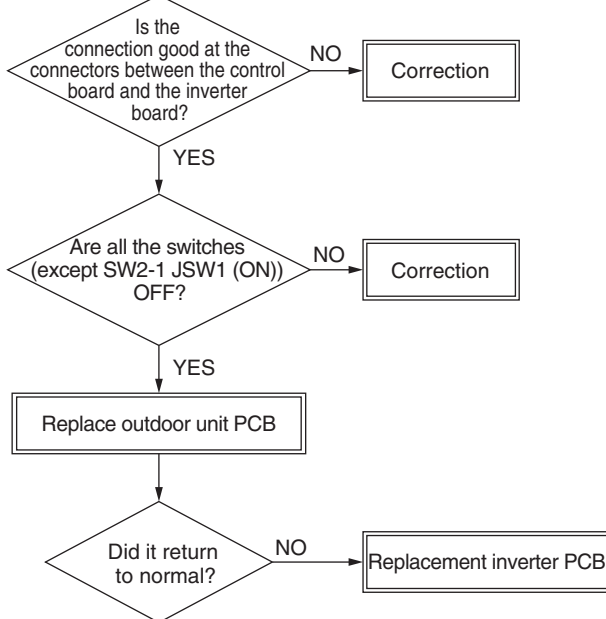 Is the
connection good at the
connectors between the control
board and the inverter
board?
NO
Correction
YES
Are all the switches
(except SW2-1 JSW1 (ON))
OFF?
NO
Correction
YES
Replace outdoor unit PCB
Did it return
to normal?
NO
Replacement inverter PCB